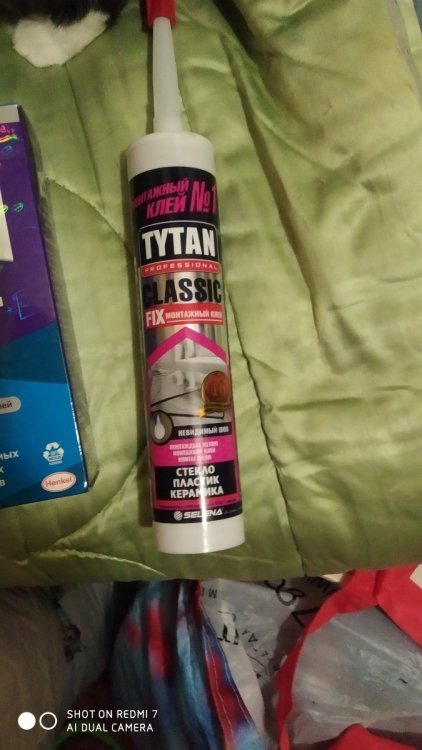 МОНТАЖНЫЙ
КЛЕЙ №1
TYTAN
PROFESSIONAL
CLASSIC
FIX МОНТАЖНЫЙ КЛЕЙ
НЕВИДИМЫЙ ШОВ
СТЕКЛО
ПЛАСТИК
КЕРАМИКА
SELENA
Henkel
SHOT ON REDMI 7
AI DUAL CAMERA